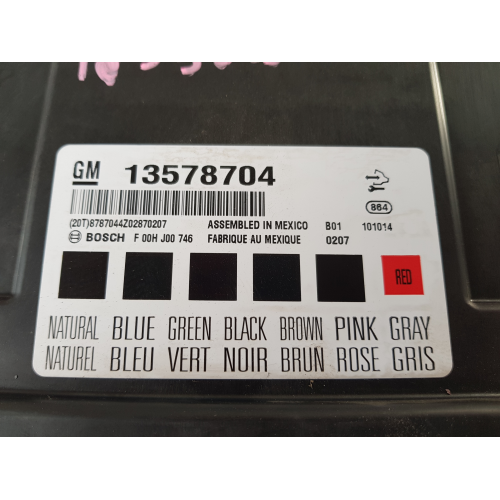 GM 13578704
864
(20T)8787044Z02870207 ASSEMBLED IN MEXICO B01 101014
BOSCH F 00H J00 746 FABRIQUE AU MEXIQUE 0207
RED
NATURAL BLUE GREEN BLACK BROWN PINK GRAY
NATUREL BLEU VERT NOIR BRUN ROSE GRIS